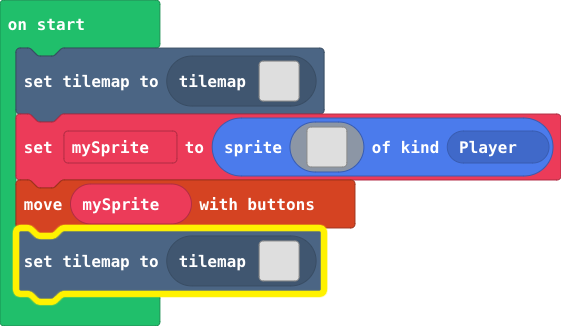 on start
set tilemap to tilemap
set mySprite to sprite of kind Player
move mySprite with buttons
set tilemap to tilemap